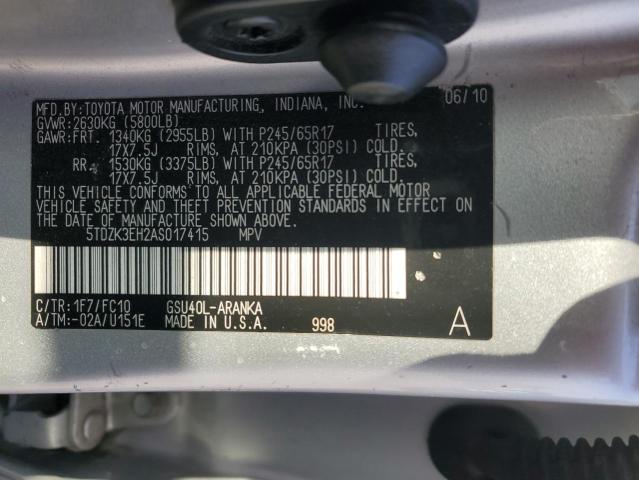 MFD.BY:TOYOTA MOTOR MANUFACTURING, INDIANA, INC. 06/10
GVWR:2630KG (5800LB)
GAWR:FRT. 1340KG (2955LB) WITH P245/65R17 TIRES,
17X7.5J RIMS, AT 210KPA (30PSI) COLD.
RR. 1530KG (3375LB) WITH P245/65R17 TIRES,
17X7.5J RIMS, AT 210KPA (30PSI) COLD.
THIS VEHICLE CONFORMS TO ALL APPLICABLE FEDERAL MOTOR
VEHICLE SAFETY AND THEFT PREVENTION STANDARDS IN EFFECT
ON THE DATE OF MANUFACTURE SHOWN ABOVE.
5TDZK3EH2AS017415 MPV
C/TR:1F7/FC10 GSU40L-ARANKA
A/TM:-02A/U151E MADE IN U.S.A. 998 A